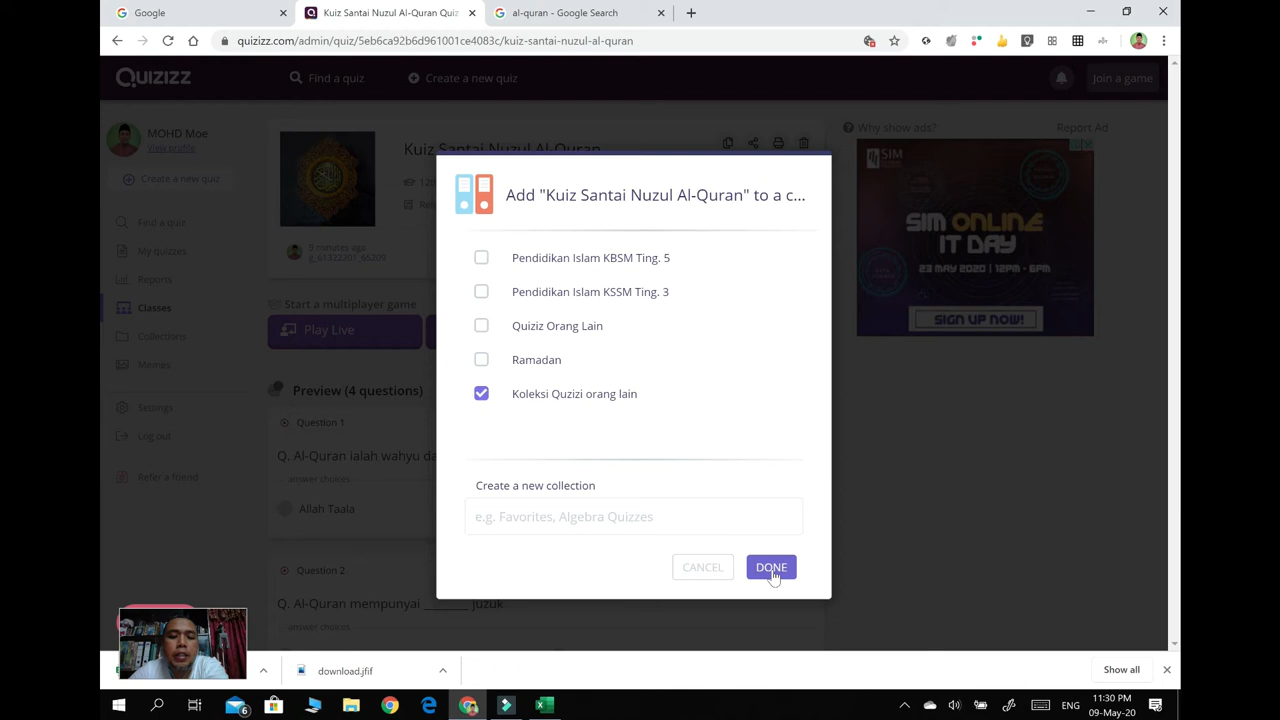 Google
Kuiz Santai Nuzul Al-Quran Quiz
al-quran - Google Search
quizizz.com/admin/quiz/5eb6ca92b6d961001ce4083c/kuiz-santai-nuzul-al-quran
QUIZIZZ
Find a quiz
Create a new quiz
Join a game
MOHD Moe
View profile
Create a new quiz
Find a quiz
My quizzes
Reports
Classes
Collections
Memes
Settings
Log out
Refer a friend
Kuiz Santai Nuzul Al-Quran
9 minutes ago
Start a multiplayer game
Play Live
Preview (4 questions)
Question 1
Q. Al-Quran ialah wahyu da
answer choices
Allah Taala
Question 2
Q. Al-Quran mempunyai ________ juzuk
answer choices
Add "Kuiz Santai Nuzul Al-Quran" to a c...
Pendidikan Islam KBSM Ting. 5
Pendidikan Islam KSSM Ting. 3
Quiziz Orang Lain
Ramadan
Koleksi Quzizi orang lain
Create a new collection
e.g. Favorites, Algebra Quizzes
CANCEL
DONE
Why show ads?
Report Ad
SIM
SIM ONLINE
IT DAY
23 MAY 2020 | 12PM - 6PM
SIGN UP NOW!
download.jfif
Show all
6
ENG
11:30 PM
09-May-20